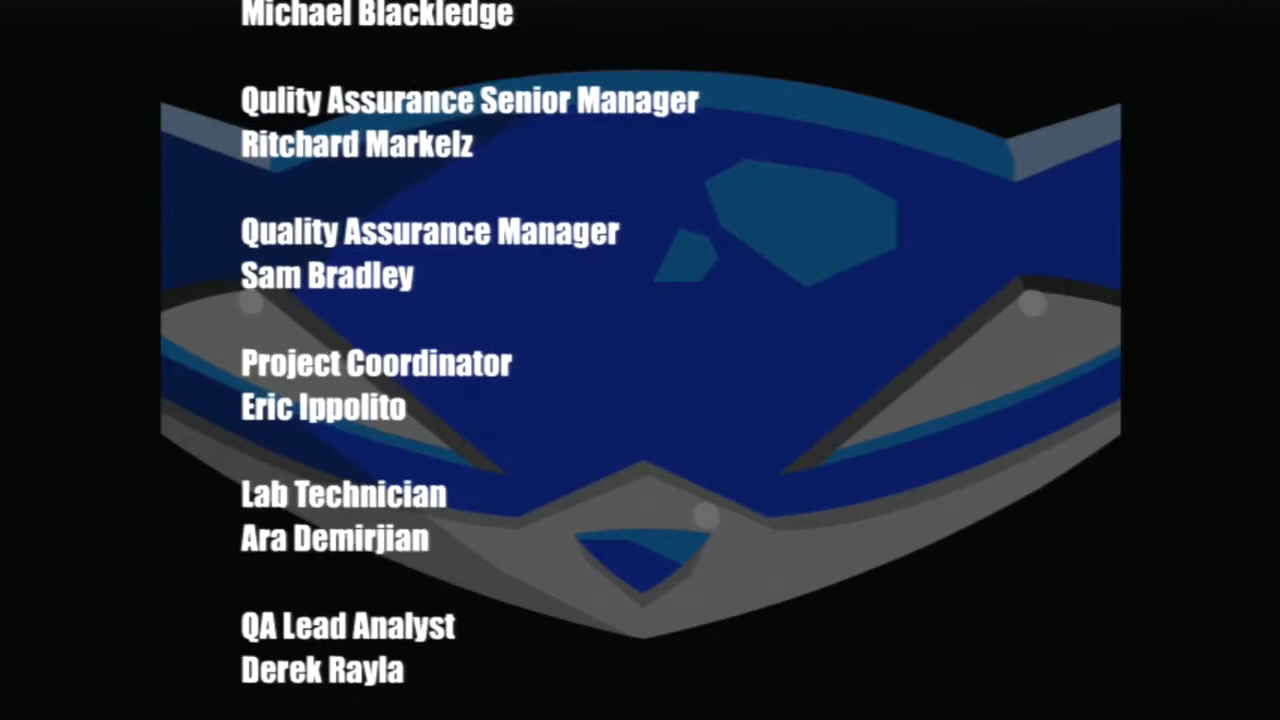 Michael Blackledge
Qulity Assurance Senior Manager
Ritchard Markelz
Quality Assurance Manager
Sam Bradley
Project Coordinator
Eric Ippolito
Lab Technician
Ara Demirjian
QA Lead Analyst
Derek Rayla